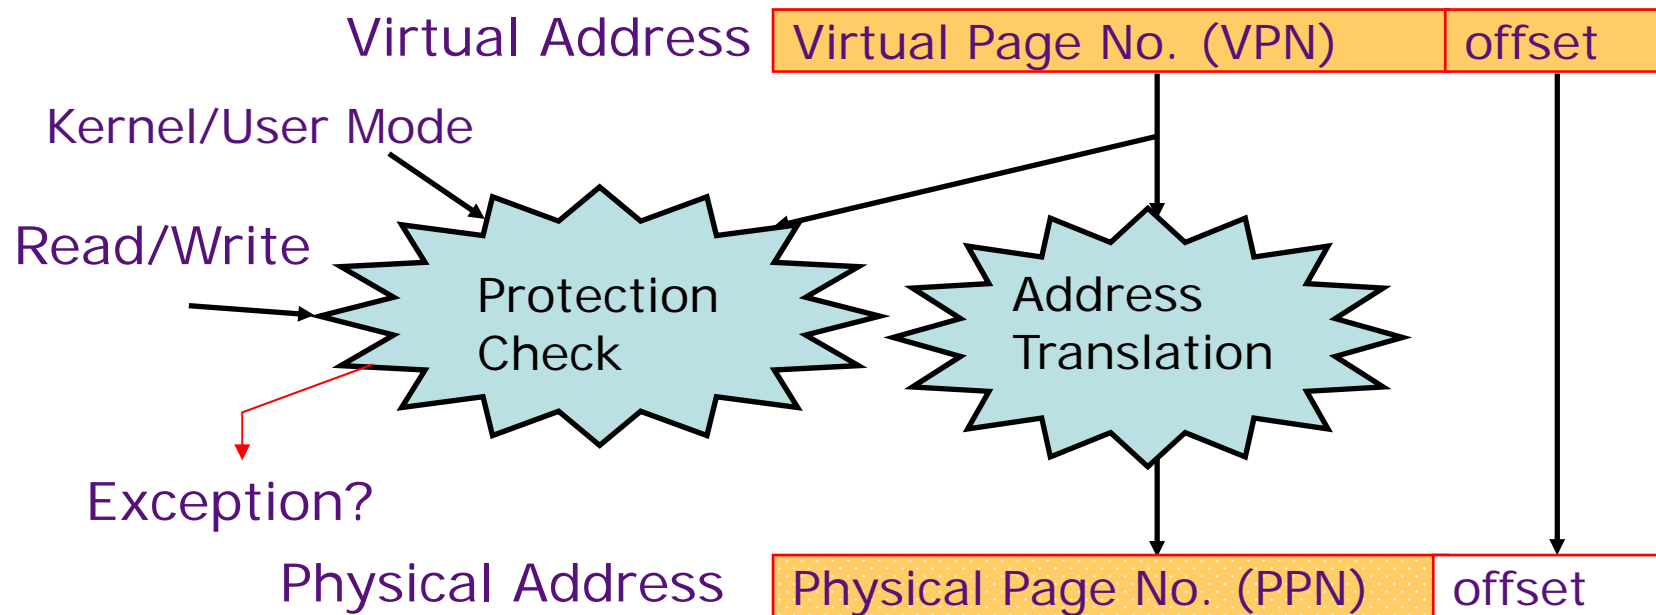 Virtual Address
Virtual Page No. (VPN)
offset
Kernel/User Mode
Read/Write
Protection
Check
Address
Translation
Exception?
Physical Address
Physical Page No. (PPN)
offset